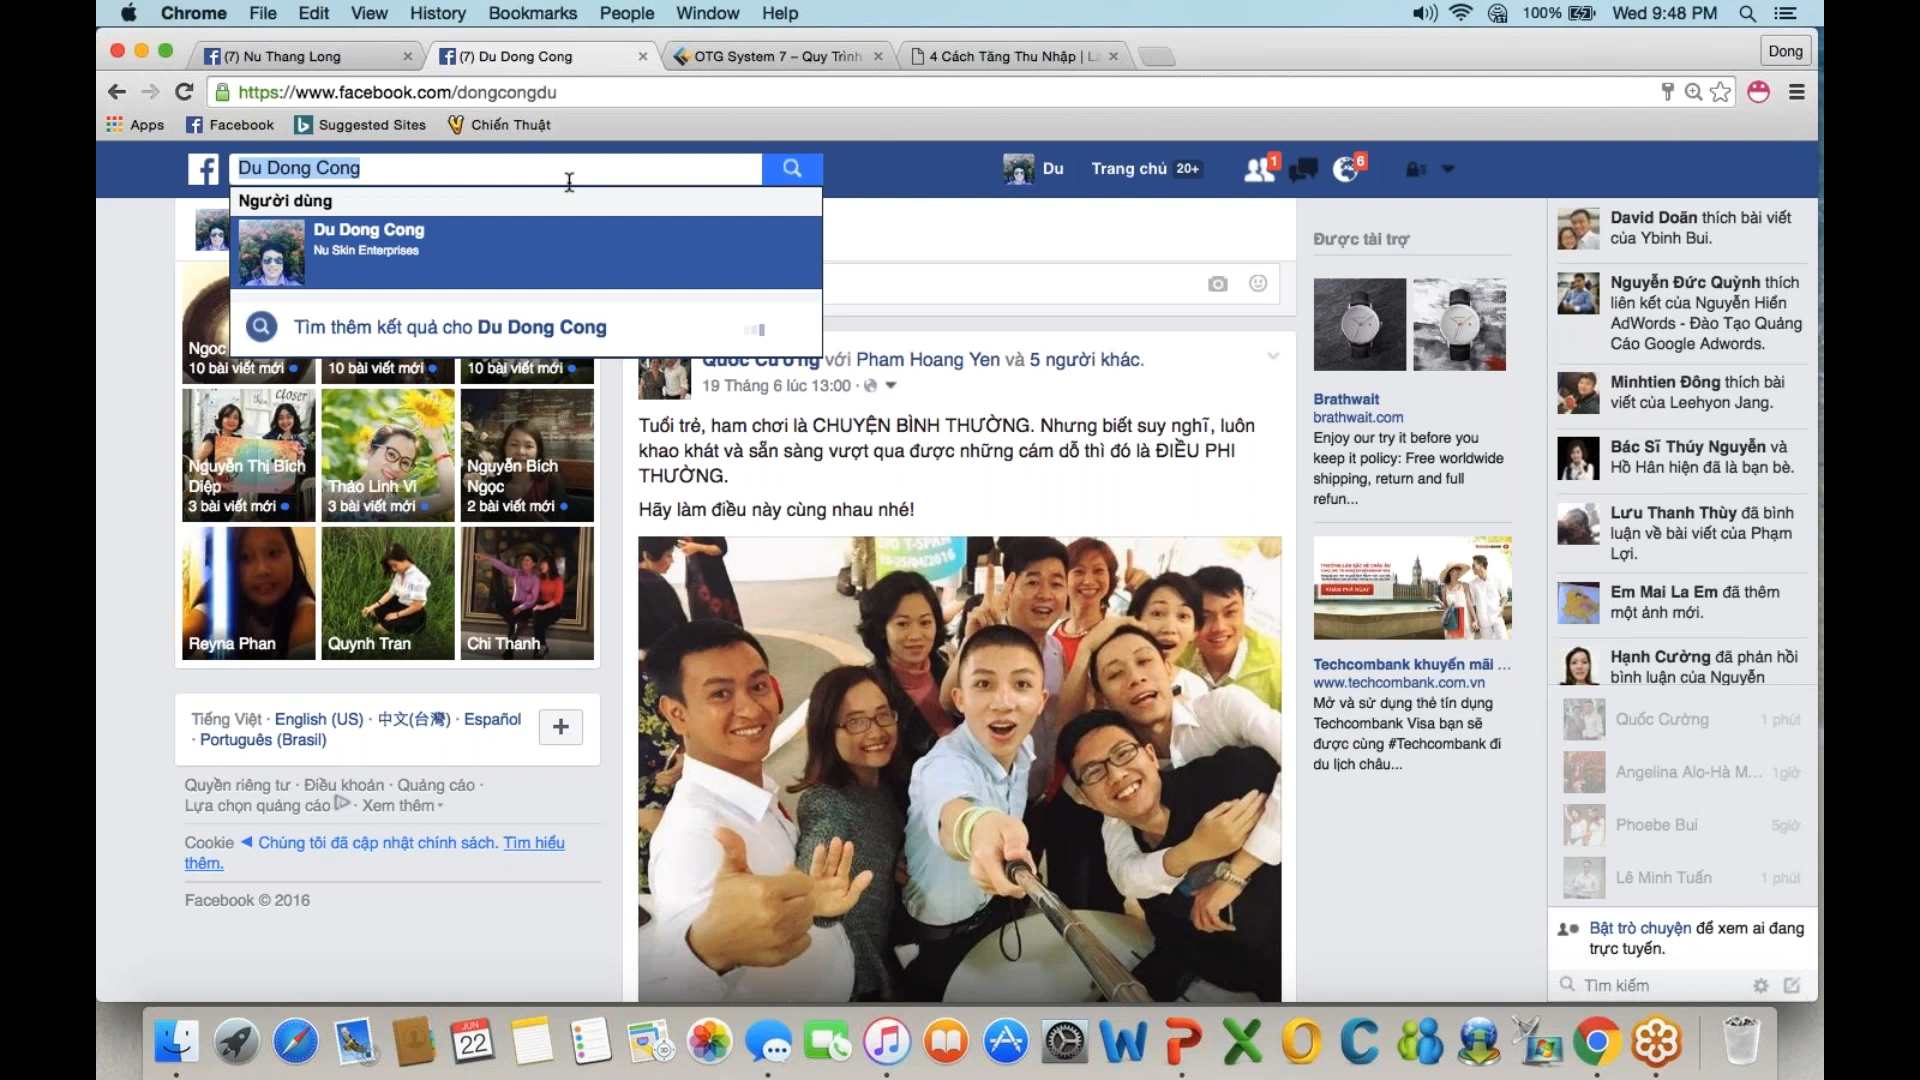 Chrome File Edit View History Bookmarks People Window Help
100% Wed 9:48 PM
(7) Nu Thang Long
(7) Du Dong Cong
OTG System 7 – Quy Trình
4 Cách Tăng Thu Nhập | Là
Dong
https://www.facebook.com/dongcongdu
Apps Facebook Suggested Sites Chiến Thuật
Du Dong Cong
Du Trang chủ 20+ 1 6
Người dùng
Du Dong Cong
Nu Skin Enterprises
Tìm thêm kết quả cho Du Dong Cong
Ngoc
10 bài viết mới
10 bài viết mới
10 bài viết mới
closer
Nguyễn Thị Bích
Diệp
3 bài viết mới
Thảo Linh Vi
3 bài viết mới
Nguyễn Bích
Ngọc
2 bài viết mới
Reyna Phan
Quynh Tran
Chi Thanh
Tiếng Việt · English (US) · 中文(台灣) · Español
· Português (Brasil)
Quyền riêng tư · Điều khoản · Quảng cáo ·
Lựa chọn quảng cáo · Xem thêm
Cookie Chúng tôi đã cập nhật chính sách. Tìm hiểu
thêm.
Facebook © 2016
Quốc Cường với Pham Hoang Yen và 5 người khác.
19 Tháng 6 lúc 13:00 ·
Tuổi trẻ, ham chơi là CHUYỆN BÌNH THƯỜNG. Nhưng biết suy nghĩ, luôn
khao khát và sẵn sàng vượt qua được những cám dỗ thì đó là ĐIỀU PHI
THƯỜNG.
Hãy làm điều này cùng nhau nhé!
Được tài trợ
Brathwait
brathwait.com
Enjoy our try it before you
keep it policy: Free worldwide
shipping, return and full
refun...
Techcombank khuyến mãi ...
www.techcombank.com.vn
Mở và sử dụng thẻ tín dụng
Techcombank Visa bạn sẽ
được cùng #Techcombank đi
du lịch châu...
David Doãn thích bài viết
của Ybinh Bui.
Nguyễn Đức Quỳnh thích
liên kết của Nguyễn Hiển
AdWords - Đào Tạo Quảng
Cáo Google Adwords.
Minhtien Đông thích bài
viết của Leehyon Jang.
Bác Sĩ Thúy Nguyễn và
Hồ Hân hiện đã là bạn bè.
Lưu Thanh Thùy đã bình
luận về bài viết của Phạm
Lợi.
Em Mai La Em đã thêm
một ảnh mới.
Hạnh Cường đã phản hồi
bình luận của Nguyễn
Quốc Cường 1 phút
Angelina Alo-Hà M... 1giờ
Phoebe Bui 5giờ
Lê Minh Tuấn 1 phút
Bật trò chuyện để xem ai đang
trực tuyến.
Tìm kiếm
JUN
22